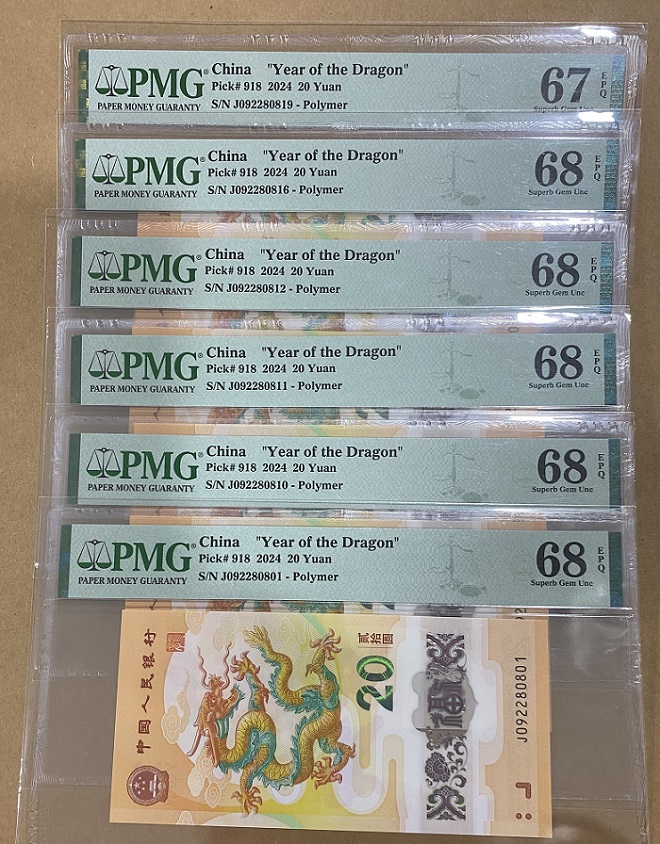 PMG
PAPER MONEY GUARANTY
China "Year of the Dragon"
Pick# 918 2024 20 Yuan
S/N J092280819 - Polymer
67
EPQ
Superb Gem Unc
PMG
PAPER MONEY GUARANTY
China "Year of the Dragon"
Pick# 918 2024 20 Yuan
S/N J092280816 - Polymer
68
EPQ
Superb Gem Unc
PMG
PAPER MONEY GUARANTY
China "Year of the Dragon"
Pick# 918 2024 20 Yuan
S/N J092280812 - Polymer
68
EPQ
Superb Gem Unc
PMG
PAPER MONEY GUARANTY
China "Year of the Dragon"
Pick# 918 2024 20 Yuan
S/N J092280811 - Polymer
68
EPQ
Superb Gem Unc
PMG
PAPER MONEY GUARANTY
China "Year of the Dragon"
Pick# 918 2024 20 Yuan
S/N J092280810 - Polymer
68
EPQ
Superb Gem Unc
PMG
PAPER MONEY GUARANTY
China "Year of the Dragon"
Pick# 918 2024 20 Yuan
S/N J092280801 - Polymer
68
EPQ
Superb Gem Unc
中国人民银行
贰拾圆
20
福
J092280801